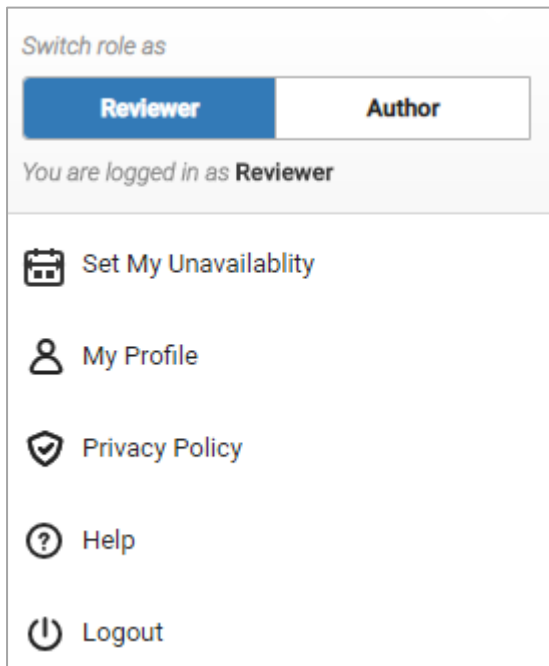 Switch role as
Reviewer Author
You are logged in as Reviewer
Set My Unavailablity
My Profile
Privacy Policy
Help
Logout